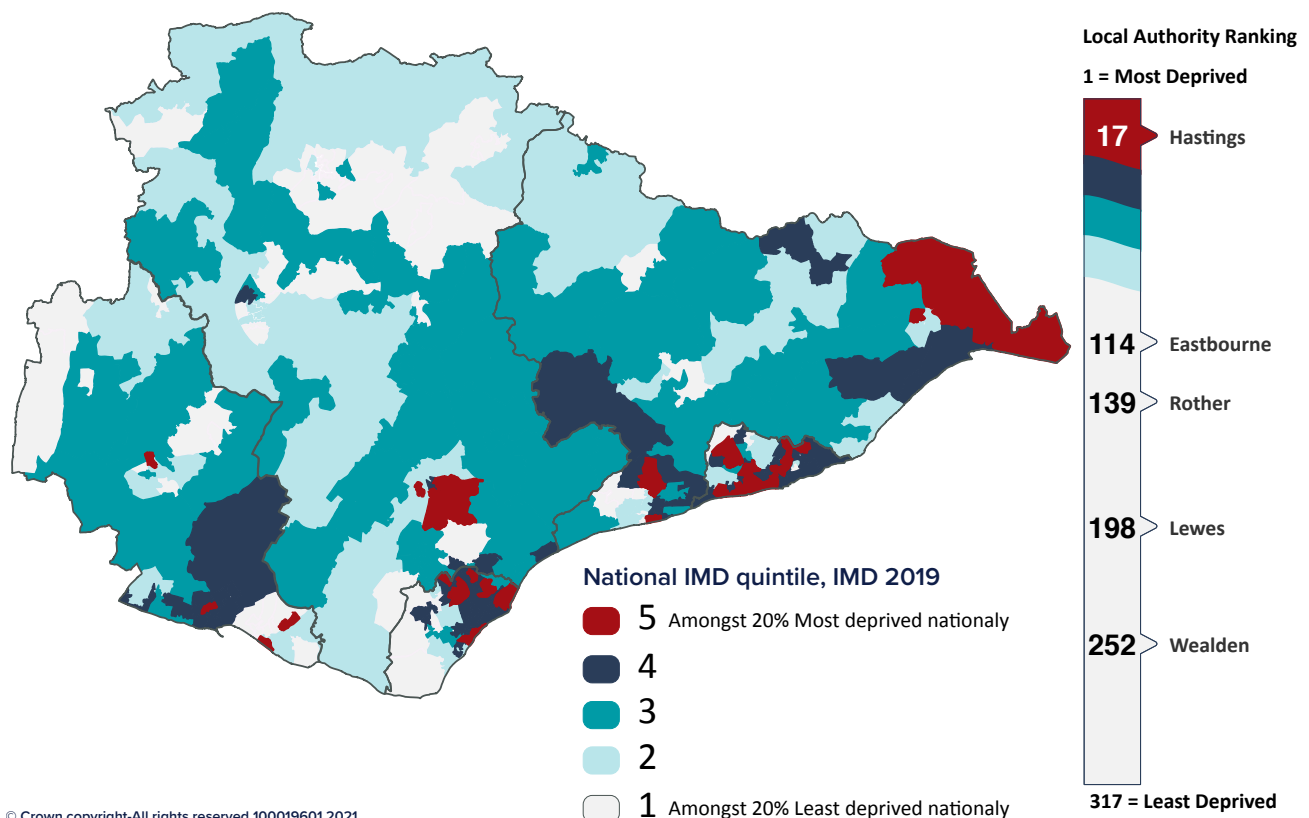 Local Authority Ranking
1 = Most Deprived
17 Hastings
114 Eastbourne
139 Rother
198 Lewes
252 Wealden
317 = Least Deprived
National IMD quintile, IMD 2019
5 Amongst 20% Most deprived nationaly
4
3
2
1 Amongst 20% Least deprived nationaly
© Crown copyright-All rights reserved 100019601 2021